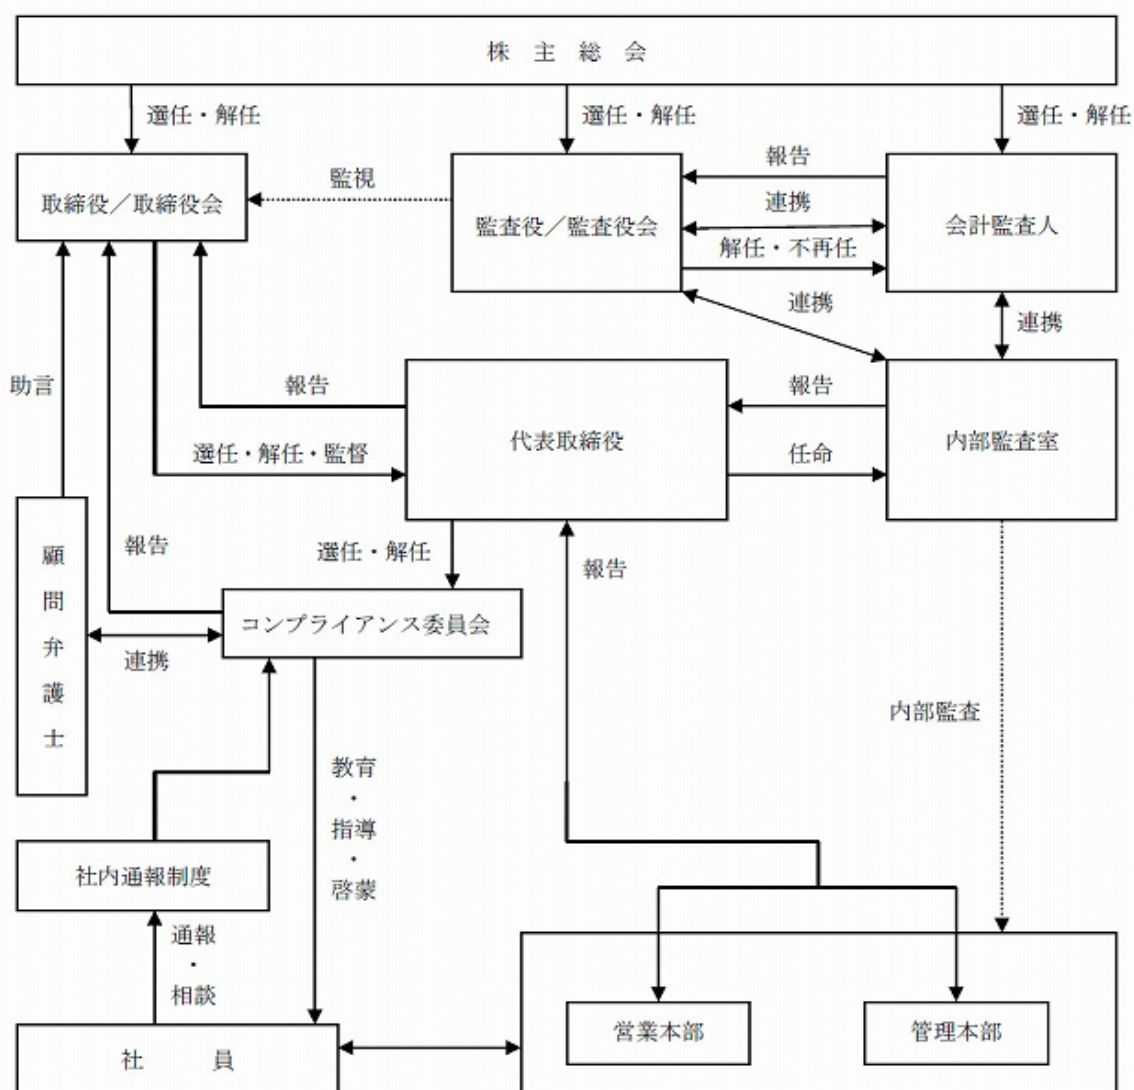 株 主 総 会
選任・解任
選任・解任
選任・解任
取締役／取締役会
監視
監査役／監査役会
報告
連携
解任・不再任
会計監査人
連携
連携
助言
報告
選任・解任・監督
代表取締役
報告
任命
内部監査室
顧問弁護士
報告
選任・解任
報告
コンプライアンス委員会
連携
内部監査
教育
・
指導
・
啓蒙
社内通報制度
通報
・
相談
営業本部
管理本部
社 員